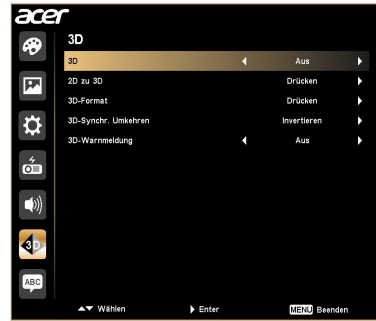 acer
3D
3D Aus
2D zu 3D Drücken
3D-Format Drücken
3D-Synchr. Umkehren Invertieren
3D-Warnmeldung Aus
3D
ABC
Wählen Enter MENU Beenden